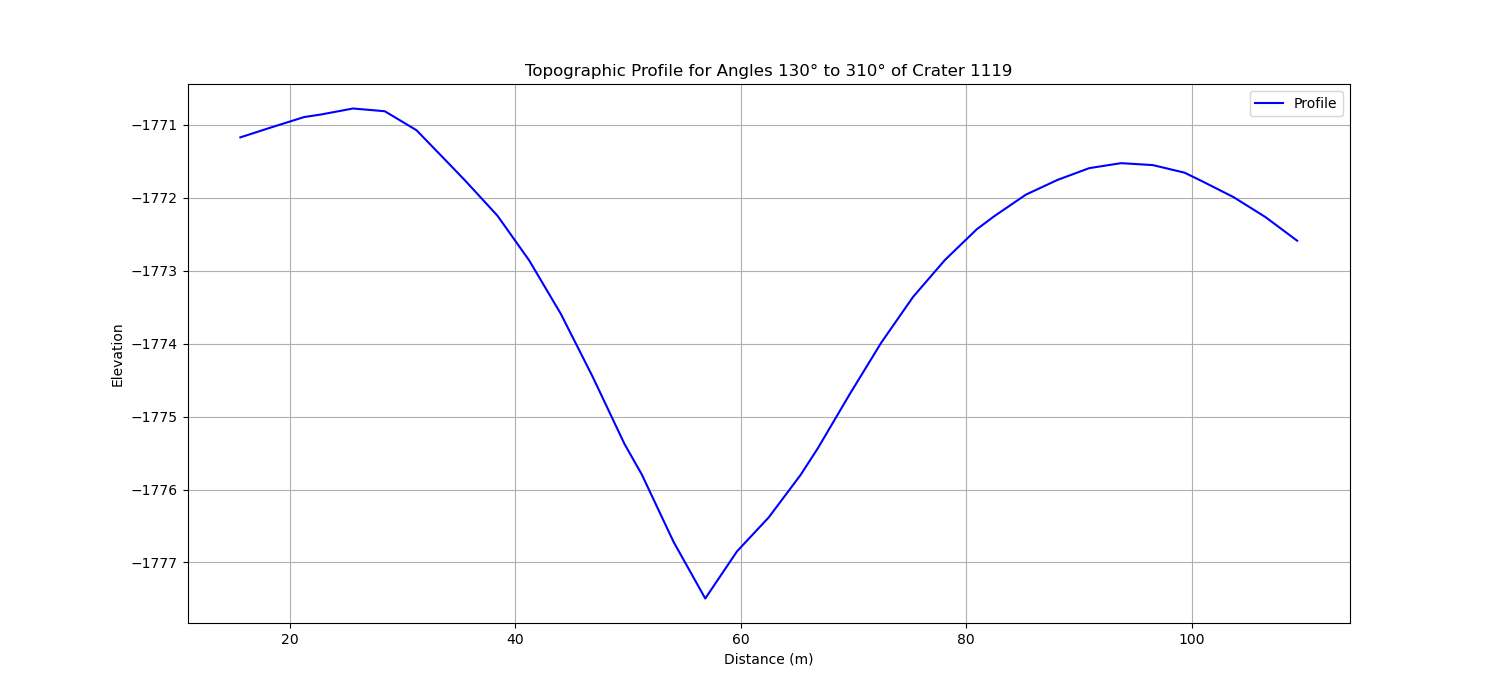 Topographic Profile for Angles 130° to 310° of Crater 1119
Profile
−1771
−1772
−1773
−1774
−1775
−1776
−1777
Elevation
20 40 60 80 100
Distance (m)